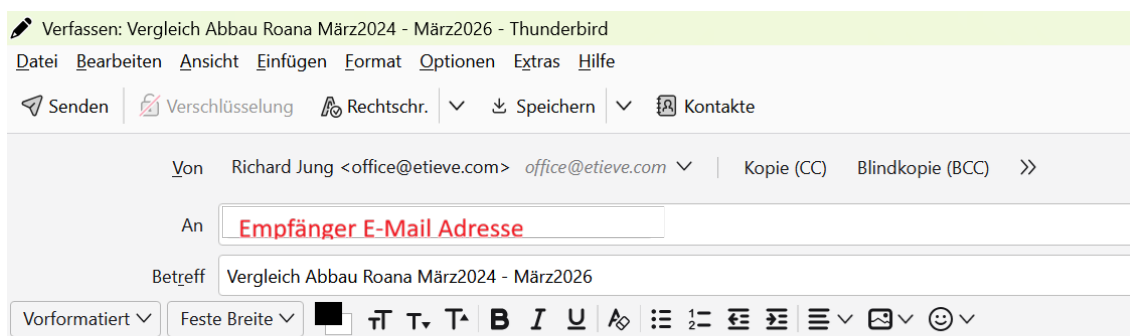 Verfassen: Vergleich Abbau Roana März2024 - März2026 - Thunderbird
Datei Bearbeiten Ansicht Einfügen Format Optionen Extras Hilfe
Senden Verschlüsselung Rechtschr. Speichern Kontakte
Von Richard Jung <office@etieve.com> office@etieve.com Kopie (CC) Blindkopie (BCC)
An Empfänger E-Mail Adresse
Betreff Vergleich Abbau Roana März2024 - März2026
Vorformatiert Feste Breite